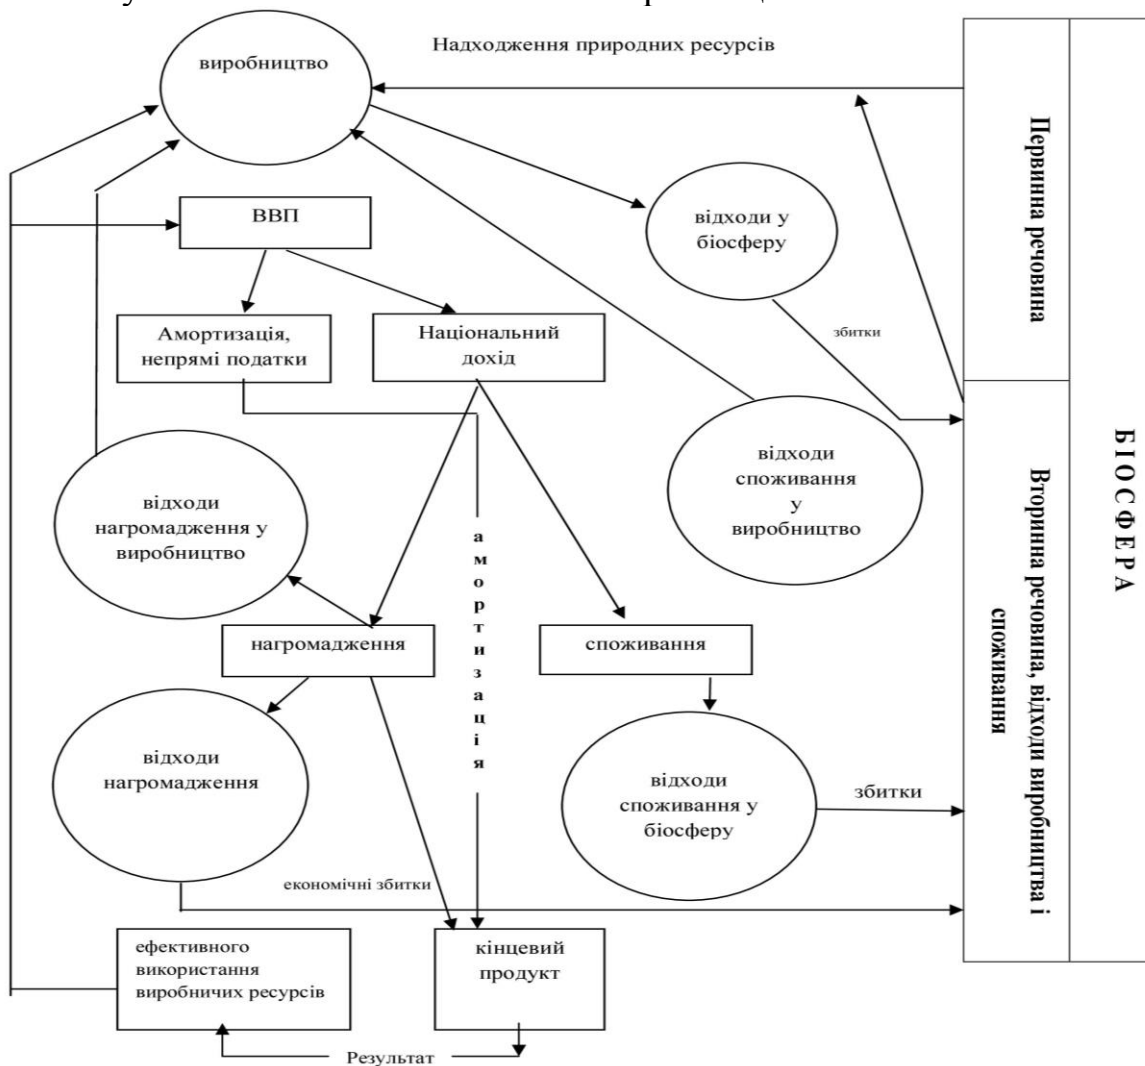 Надходження природних ресурсів
виробництво
ВВП
відходи у
біосферу
Амортизація,
непрямі податки
Національний
дохід
збитки
відходи
споживання
у
виробництво
відходи
нагромадження у
виробництво
амортизація
нагромадження
споживання
відходи
нагромадження
відходи
споживання у
біосферу
збитки
економічні збитки
ефективного
використання
виробничих ресурсів
кінцевий
продукт
Результат
Первинна речовина
Вторинна речовина, відходи виробництва і
споживання
БІОСФЕРА